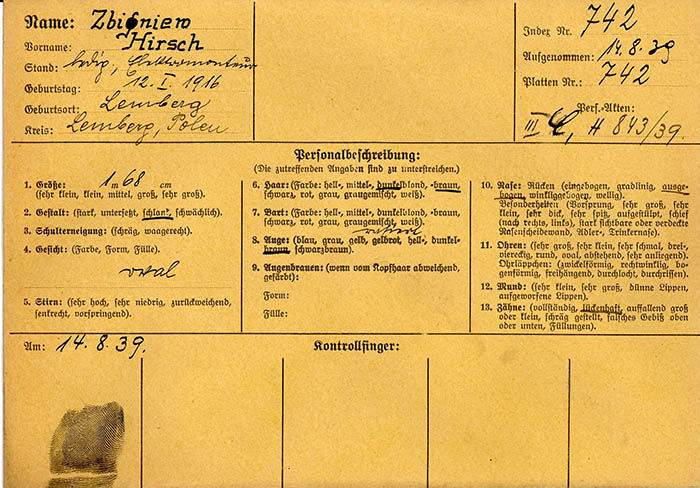 Name: Zbigniew
Vorname: Hirsch
Stand: ledig, Elektromonteur
Geburtstag: 12. I. 1916
Geburtsort: Lemberg
Kreis: Lemberg, Polen
Index Nr. 742
Aufgenommen: 14.8.39
Platten Nr.: 742
Pers.-Akten:
III H 843/39.
Personalbeschreibung:
(Die zutreffenden Angaben sind zu unterstreichen.)
1. Größe: 1 m 68 cm
(sehr klein, klein, mittel, groß, sehr groß).
2. Gestalt: (stark, untersetzt, schlank, schwächlich).
3. Schulterneigung: (schräg, waagerecht).
4. Gesicht: (Farbe, Form, Fülle).
oval
5. Stirn: (sehr hoch, sehr niedrig, zurückweichend,
senkrecht, vorspringend).
6. Haar: (Farbe: hell-, mittel-, dunkelblond, -braun,
schwarz, rot, grau, graugemischt, weiß).
7. Bart: (Farbe: hell-, mittel-, dunkelblond, -braun,
schwarz, rot, grau, graugemischt, weiß).
rasiert
8. Auge: (blau, grau, gelb, gelbrot, hell-, dunkel-
braun, schwarzbraun).
9. Augenbrauen: (wenn vom Kopfhaar abweichend,
gefärbt):
Form:
Fülle:
10. Nase: Rücken (eingebogen, gradlinig, ausge-
bogen, winkliggebogen, wellig).
Besonderheiten: (Vorsprung, sehr groß, sehr
klein, sehr dick, sehr spitz, aufgestülpt, schief
(nach rechts, links), stark sichtbare oder verdeckte
Nasenscheidewand, Adler-, Trinkernase).
11. Ohren: (sehr groß, sehr klein, sehr schmal, drei-
viereckig, rund, oval, abstehend, sehr anliegend).
Ohrläppchen: (zwickelförmig, rechtwinklig, bo-
genförmig, freihängend, durchlocht, durchrissen).
12. Mund: (sehr klein, sehr groß, dünne Lippen,
aufgeworfene Lippen).
13. Zähne: (vollständig, lückenhaft, auffallend groß
oder klein, schräg gestellt, falsches Gebiß oben
oder unten, Füllungen).
Am: 14.8.39.
Kontrollfinger: